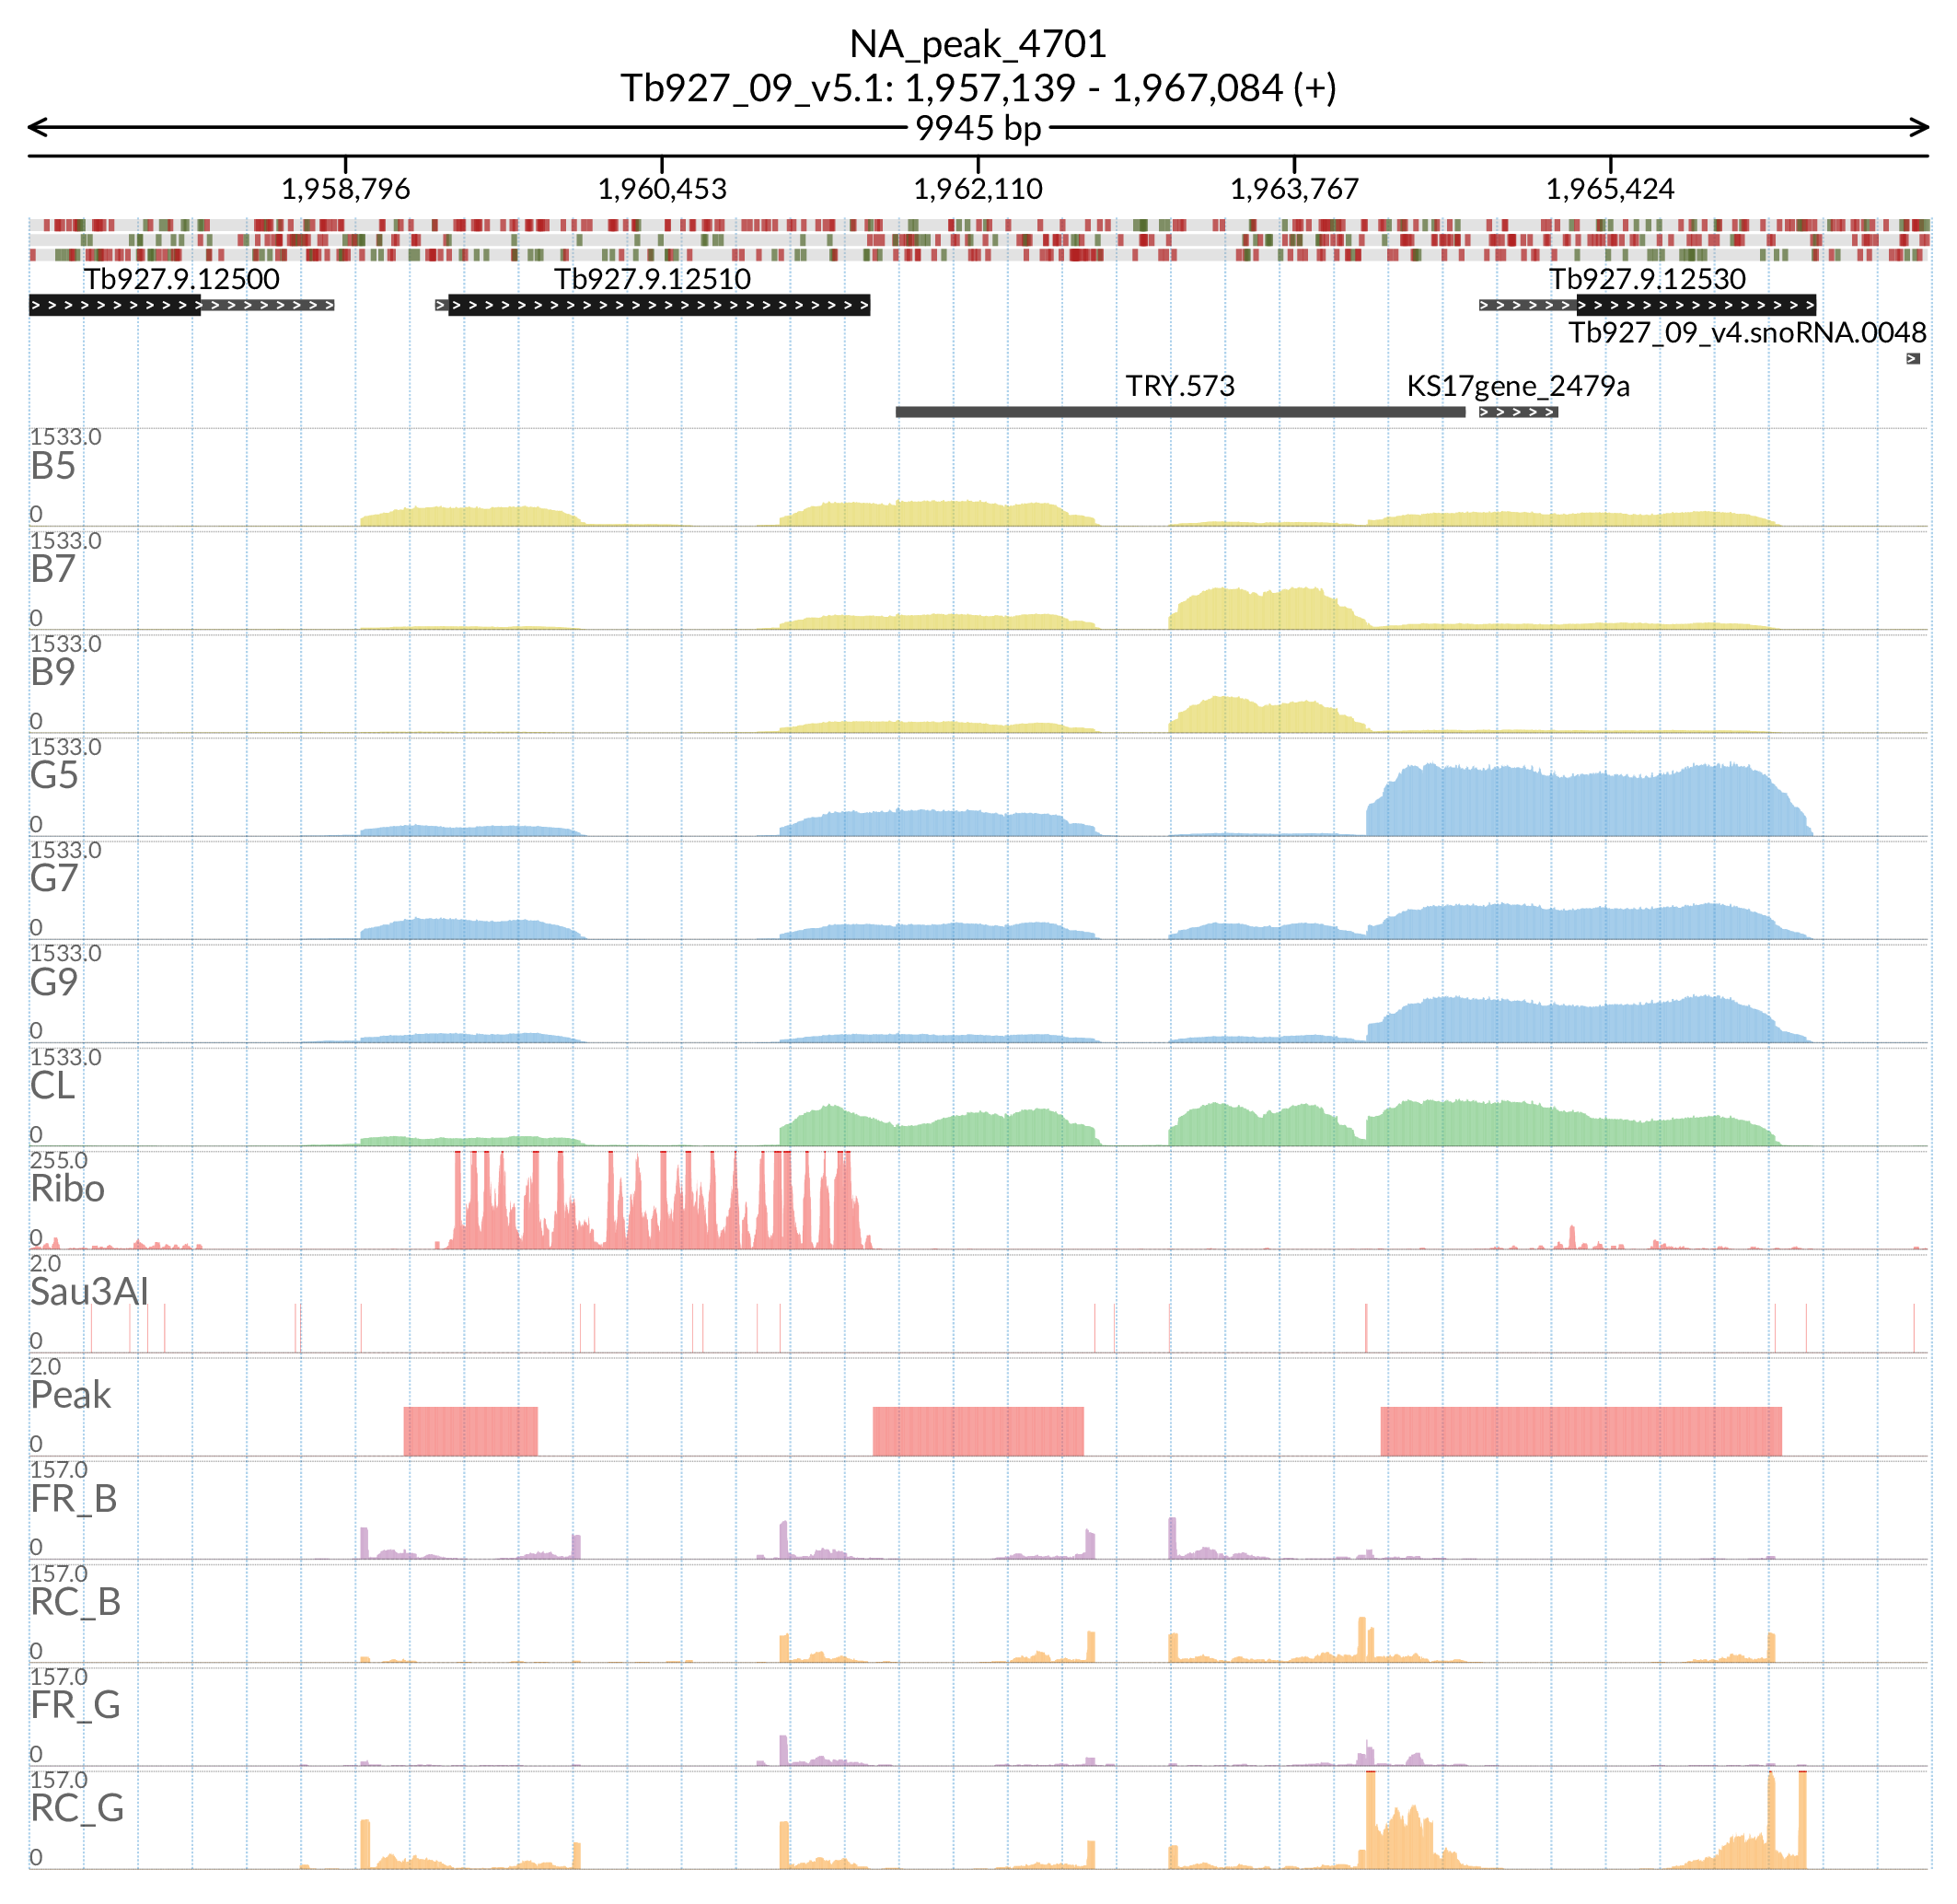 NA_peak_4701
Tb927_09_v5.1: 1,957,139 - 1,967,084 (+)
9945 bp
1,958,796 1,960,453 1,962,110 1,963,767 1,965,424
Tb927.9.12500 Tb927.9.12510 Tb927.9.12530
Tb927_09_v4.snoRNA.0048
TRY.573 KS17gene_2479a
1533.0
B5
0
1533.0
B7
0
1533.0
B9
0
1533.0
G5
0
1533.0
G7
0
1533.0
G9
0
1533.0
CL
0
255.0
Ribo
0
2.0
Sau3AI
0
2.0
Peak
0
157.0
FR_B
0
157.0
RC_B
0
157.0
FR_G
0
157.0
RC_G
0